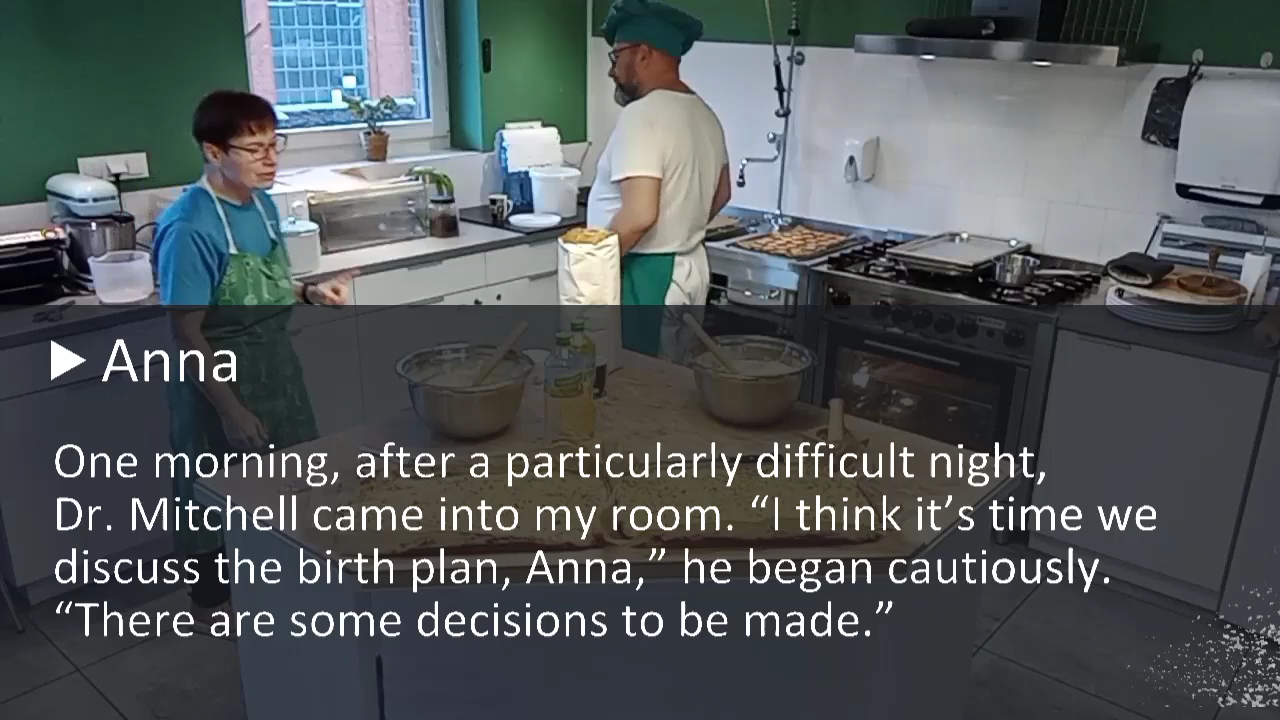 ▶ Anna
One morning, after a particularly difficult night,
Dr. Mitchell came into my room. “I think it’s time we
discuss the birth plan, Anna,” he began cautiously.
“There are some decisions to be made.”